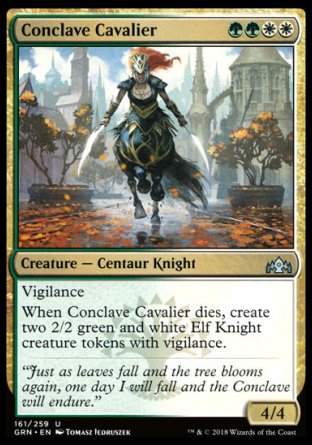 Conclave Cavalier
Creature — Centaur Knight
Vigilance
When Conclave Cavalier dies, create
two 2/2 green and white Elf Knight
creature tokens with vigilance.
"Just as leaves fall and the tree blooms
again, one day I will fall and the Conclave
will endure."
4/4
161/259 U
GRN • EN Tomasz Jedruszek
™ & © 2018 Wizards of the Coast